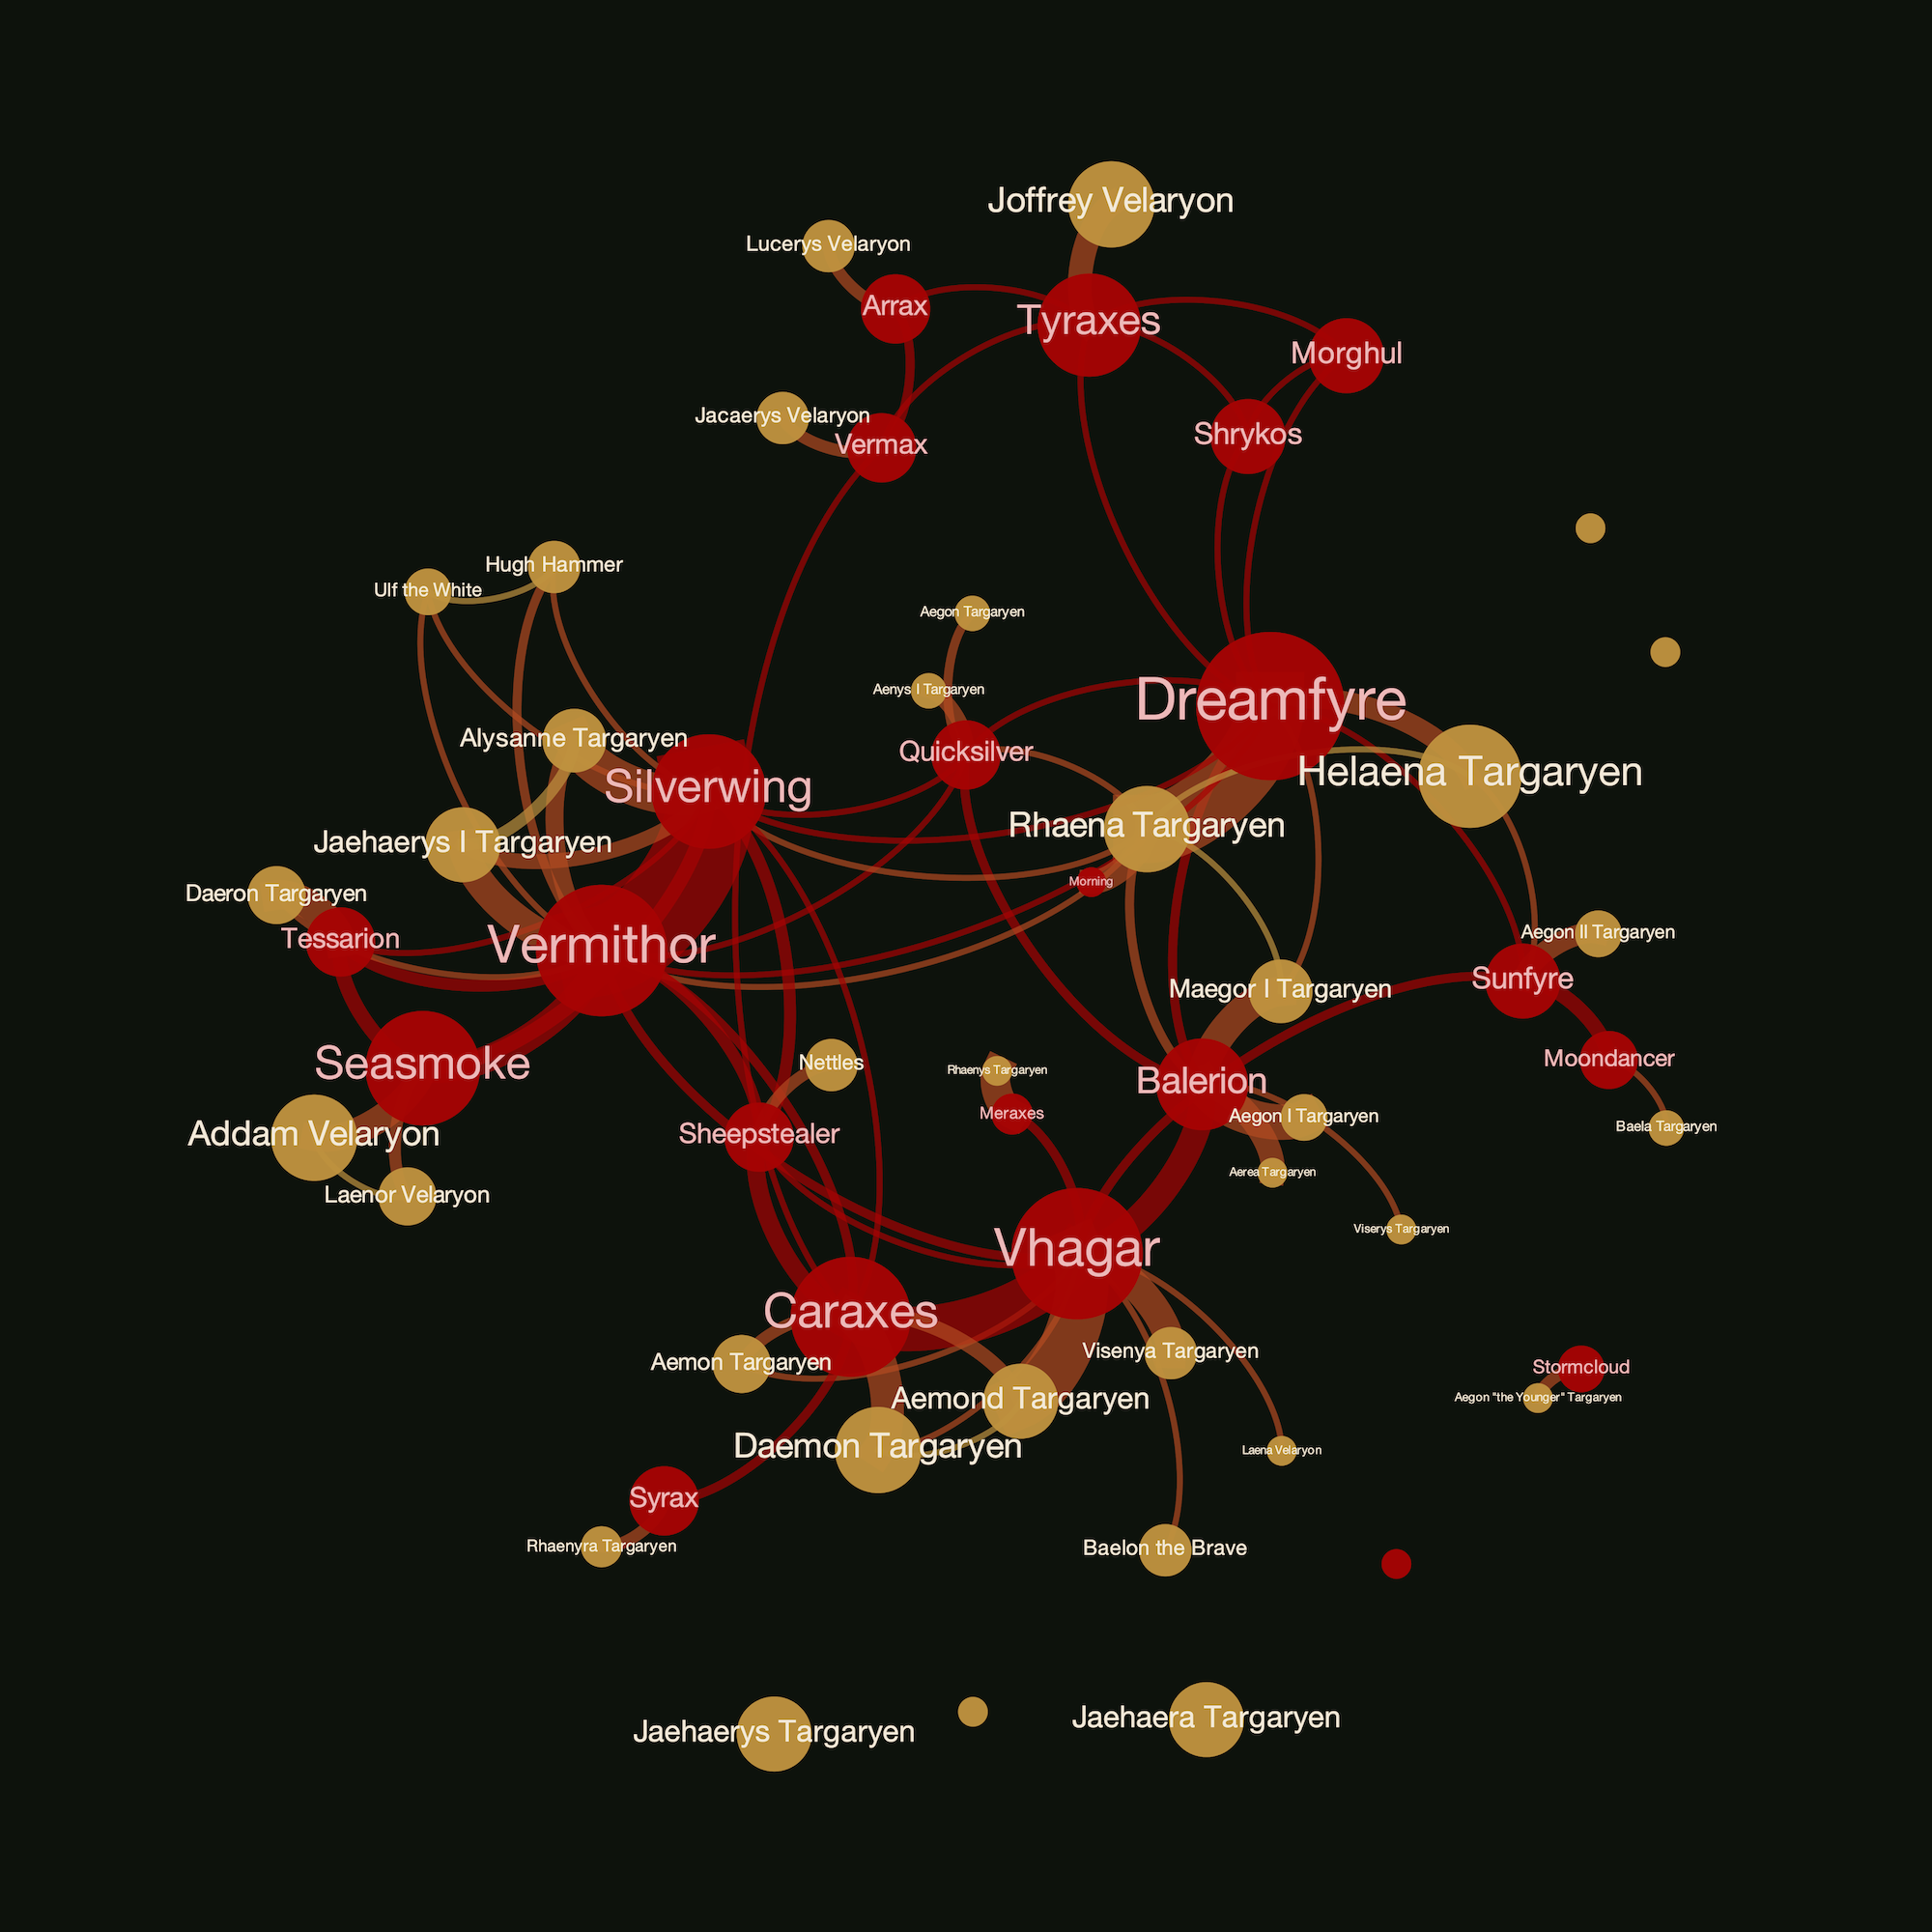 Joffrey Velaryon
Lucerys Velaryon
Arrax
Tyraxes
Morghul
Jacaerys Velaryon
Vermax
Shrykos
Hugh Hammer
Ulf the White
Aegon Targaryen
Aenys I Targaryen
Dreamfyre
Alysanne Targaryen
Quicksilver
Helaena Targaryen
Silverwing
Rhaena Targaryen
Jaehaerys I Targaryen
Morning
Daeron Targaryen
Aegon II Targaryen
Tessarion
Vermithor
Sunfyre
Maegor I Targaryen
Seasmoke
Nettles
Moondancer
Rhaenys Targaryen
Balerion
Meraxes
Aegon I Targaryen
Baela Targaryen
Addam Velaryon
Sheepstealer
Aerea Targaryen
Laenor Velaryon
Viserys Targaryen
Vhagar
Caraxes
Visenya Targaryen
Aemon Targaryen
Stormcloud
Aemond Targaryen
Aegon "the Younger" Targaryen
Daemon Targaryen
Laena Velaryon
Syrax
Rhaenyra Targaryen
Baelon the Brave
Jaehaerys Targaryen
Jaehaera Targaryen